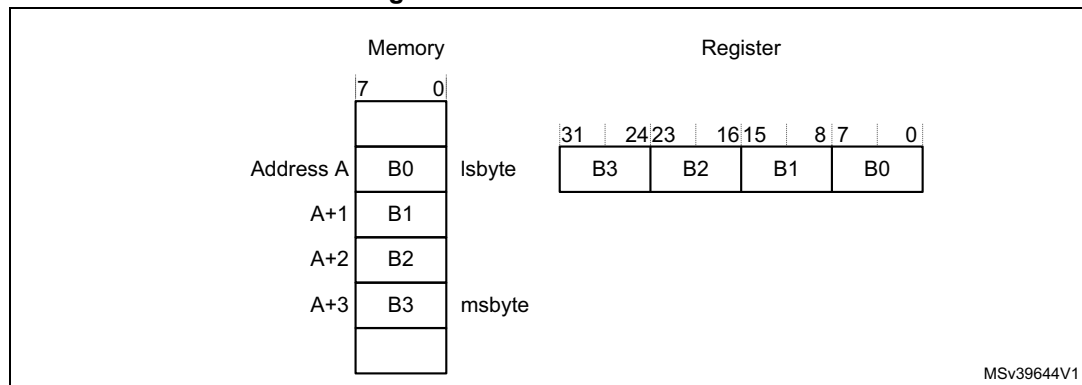 Memory Register
7 0
31 24 23 16 15 8 7 0
Address A B0 lsbyte B3 B2 B1 B0
A+1 B1
A+2 B2
A+3 B3 msbyte
MSv39644V1